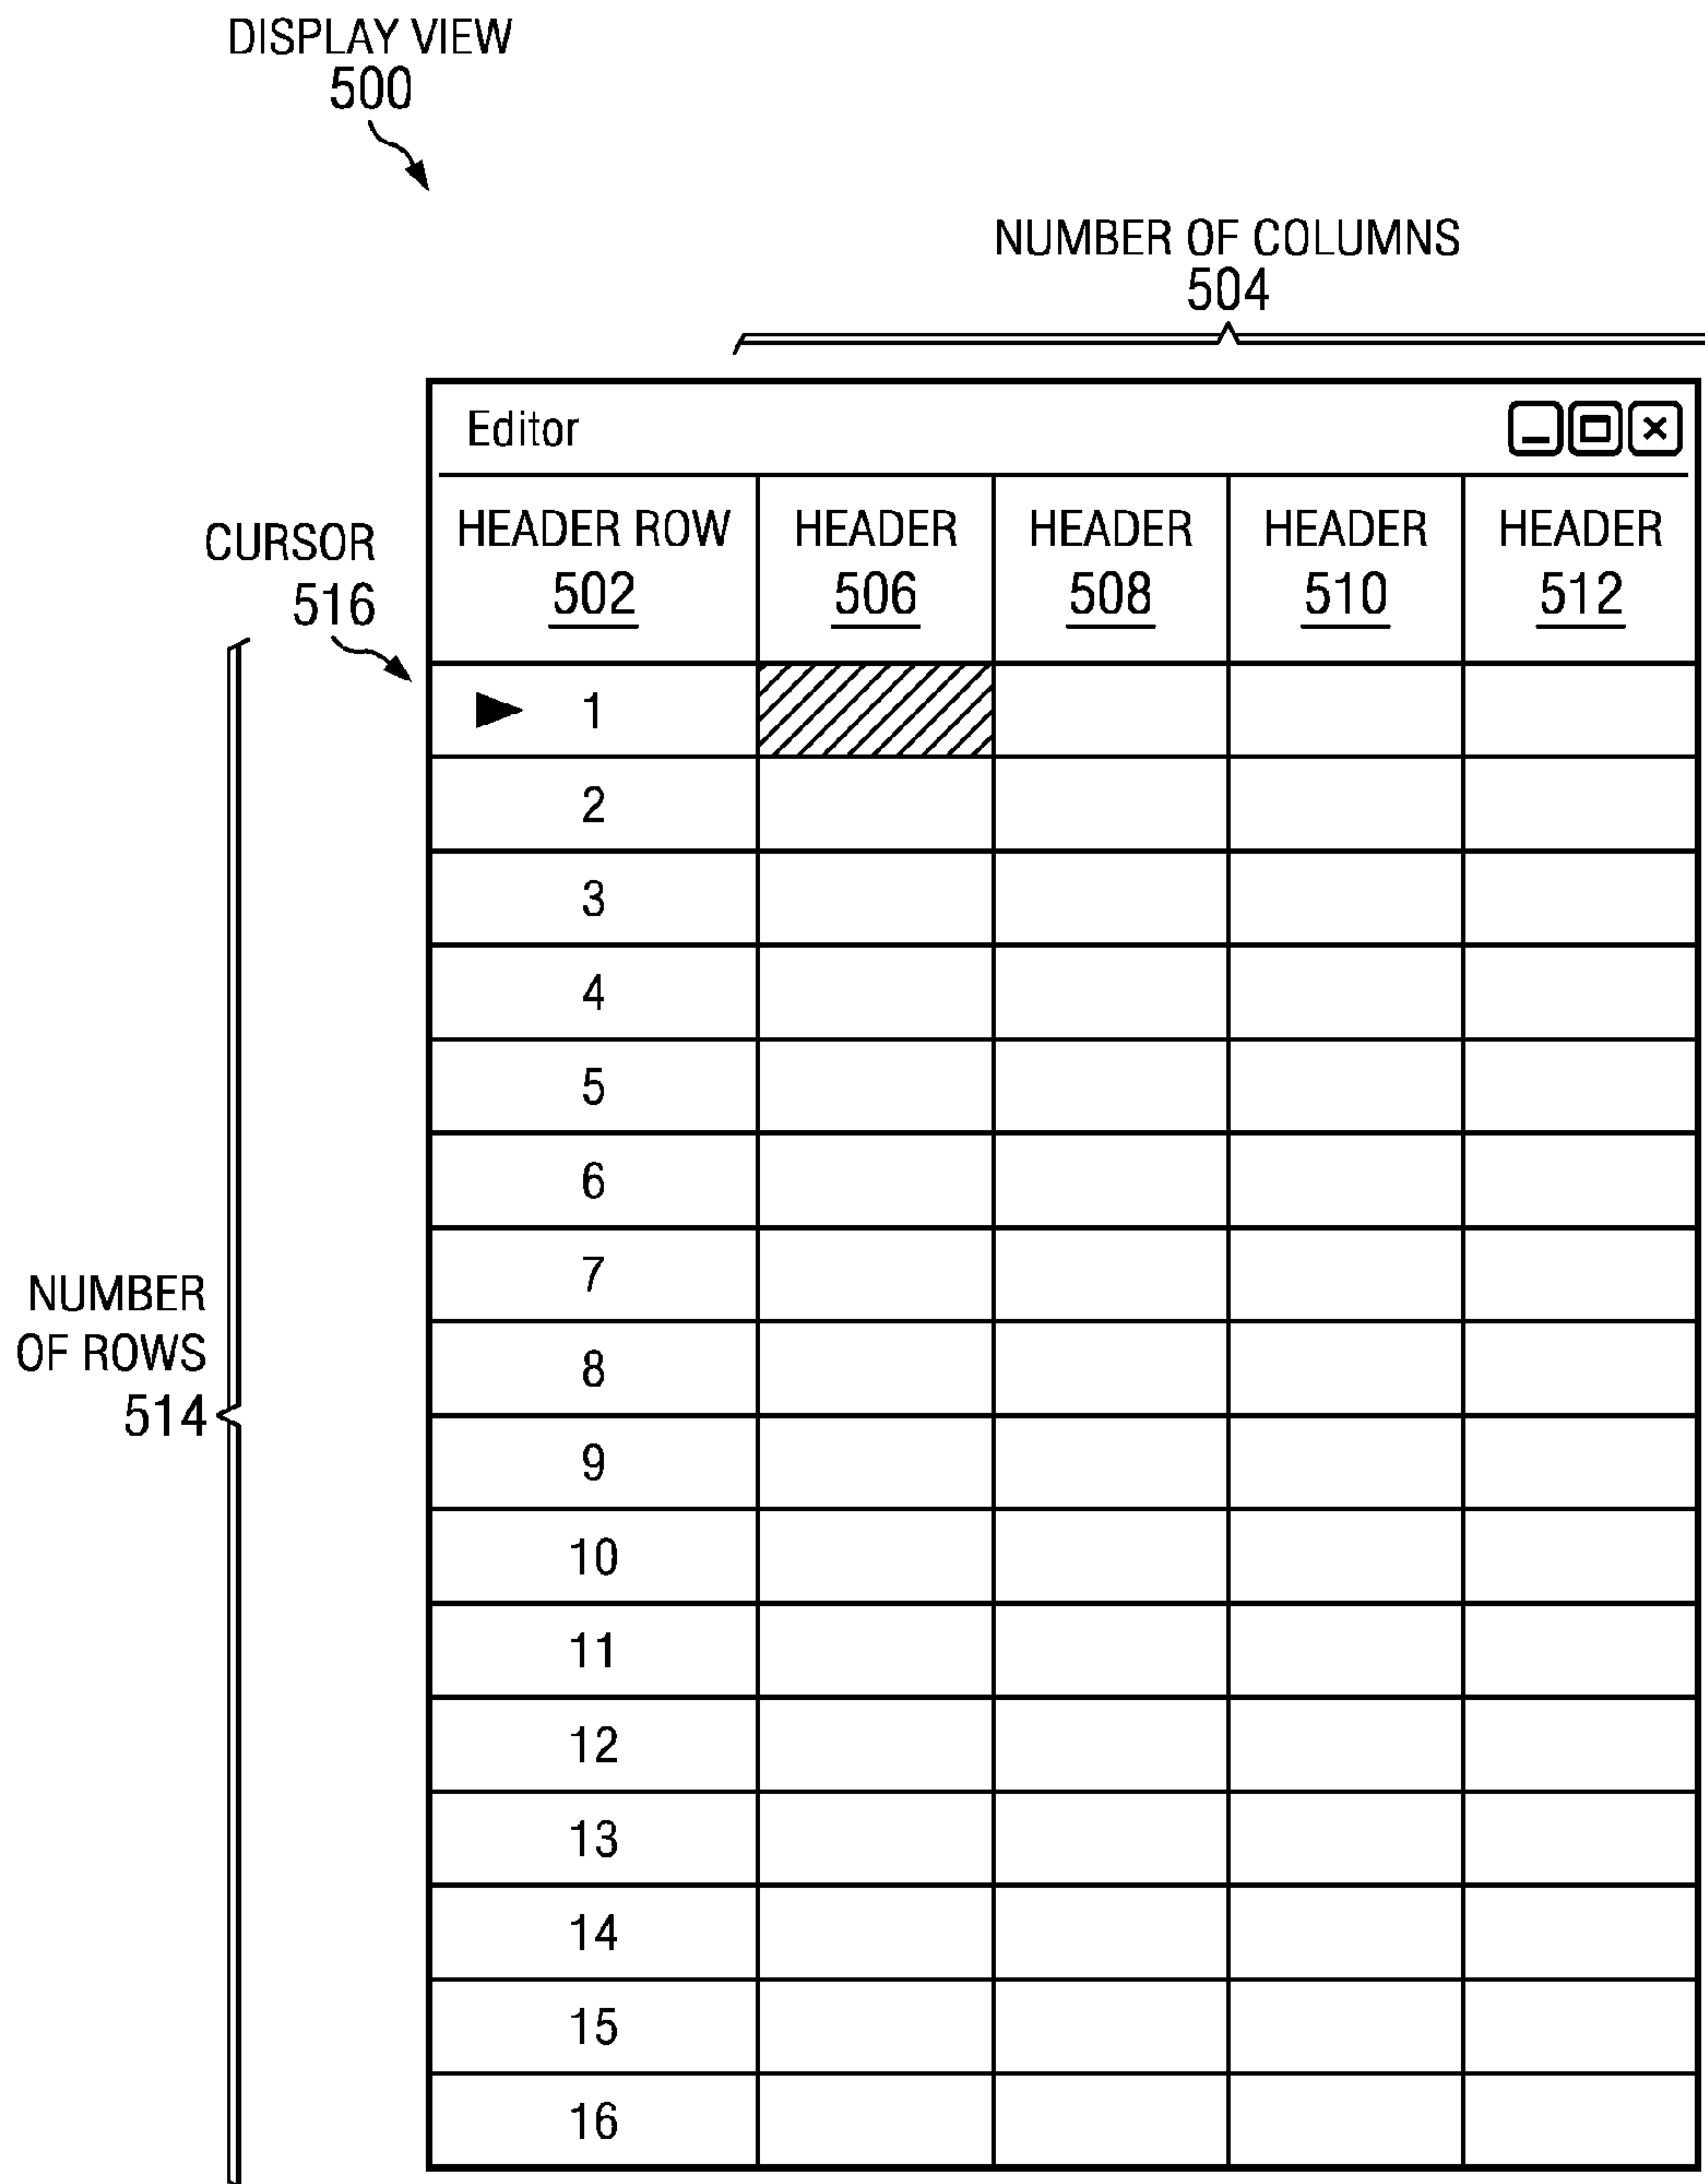 DISPLAY VIEW
500
NUMBER OF COLUMNS
504
Editor
CURSOR
516
HEADER ROW HEADER HEADER HEADER HEADER
502 506 508 510 512
1
2
3
4
5
6
7
8
9
10
11
12
13
14
15
16
NUMBER
OF ROWS
514